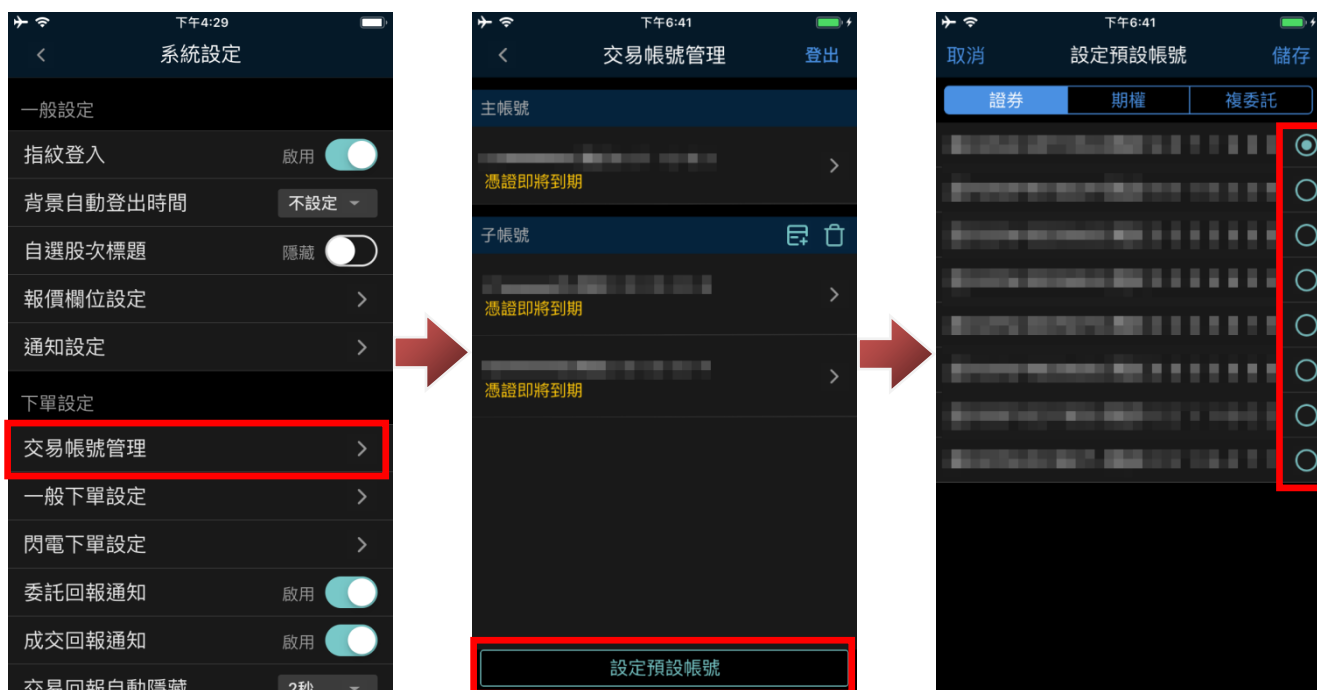 下午4:29
系統設定
一般設定
指紋登入 啟用
背景自動登出時間 不設定
自選股次標題 隱藏
報價欄位設定
通知設定
下單設定
交易帳號管理
一般下單設定
閃電下單設定
委託回報通知 啟用
成交回報通知 啟用
交易回報自動隱藏 2秒
下午6:41
交易帳號管理 登出
主帳號
憑證即將到期
子帳號
憑證即將到期
憑證即將到期
設定預設帳號
下午6:41
取消 設定預設帳號 儲存
證券 期權 複委託